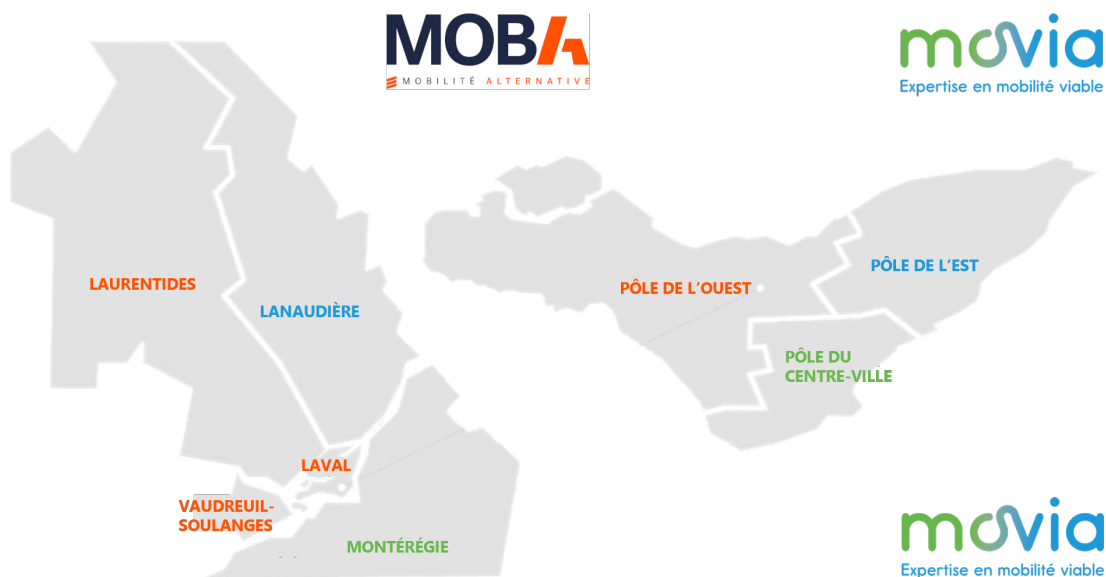 MOBA
MOBILITÉ ALTERNATIVE
movia
Expertise en mobilité viable
LAURENTIDES
LANAUDIÈRE
PÔLE DE L'OUEST
PÔLE DE L'EST
PÔLE DU
CENTRE-VILLE
LAVAL
VAUDREUIL-
SOULANGES
MONTÉRÉGIE
movia
Expertise en mobilité viable